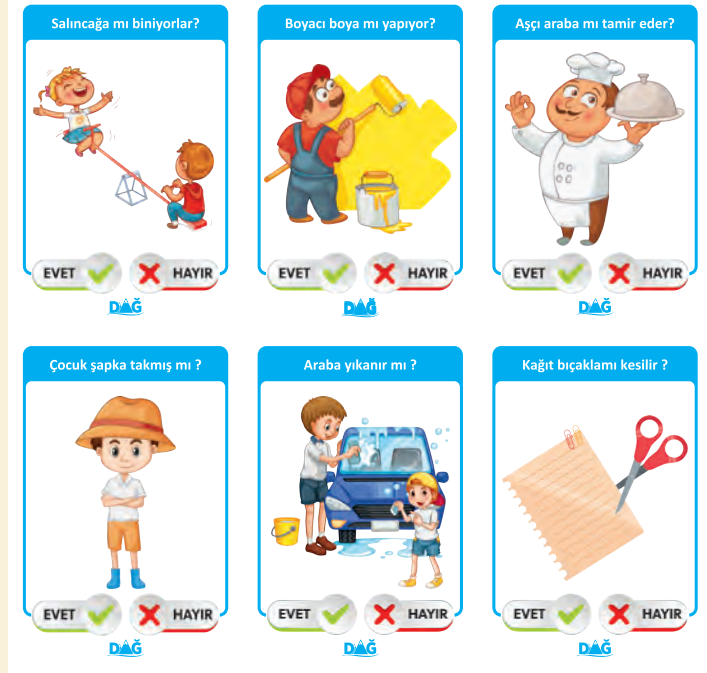 Salıncağa mı biniyorlar?
EVET HAYIR
DAĞ
Boyacı boya mı yapıyor?
EVET HAYIR
DAĞ
Aşçı araba mı tamir eder?
EVET HAYIR
DAĞ
Çocuk şapka takmış mı ?
EVET HAYIR
DAĞ
Araba yıkanır mı ?
EVET HAYIR
DAĞ
Kağıt bıçaklamı kesilir ?
EVET HAYIR
DAĞ